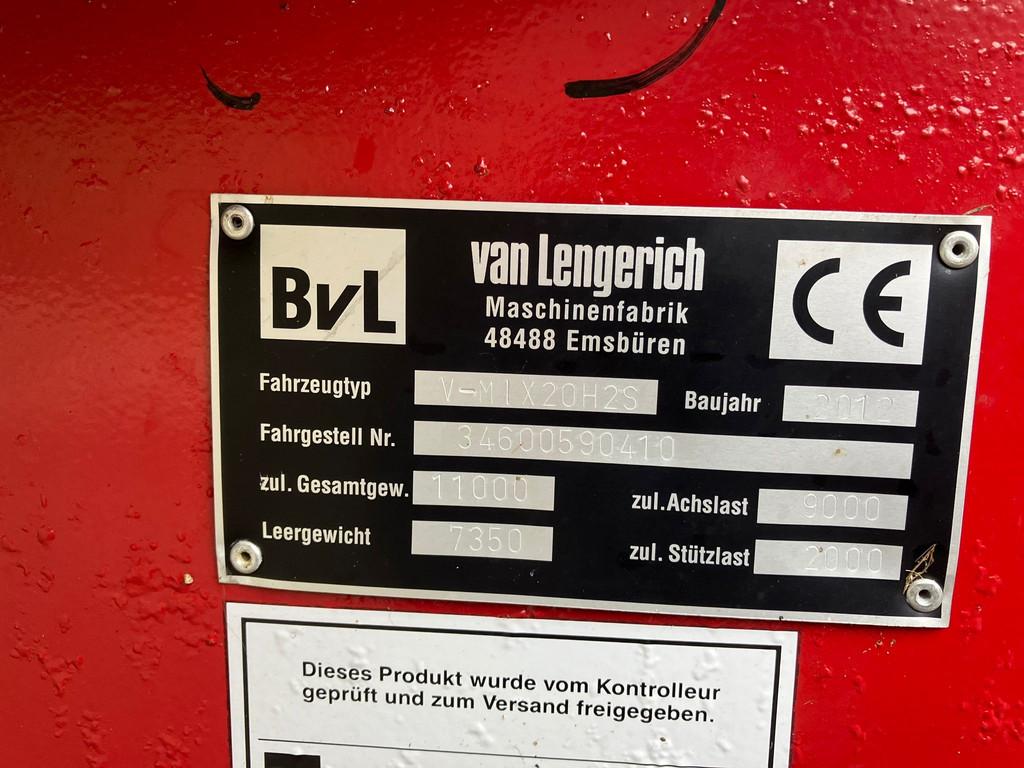 BvL
van Lengerich
Maschinenfabrik
48488 Emsbüren
CE
Fahrzeugtyp V-MIX20H2S Baujahr 2012
Fahrgestell Nr. 34600590410
zul. Gesamtgew. 11000 zul. Achslast 9000
Leergewicht 7350 zul. Stützlast 2000
Dieses Produkt wurde vom Kontrolleur
geprüft und zum Versand freigegeben.